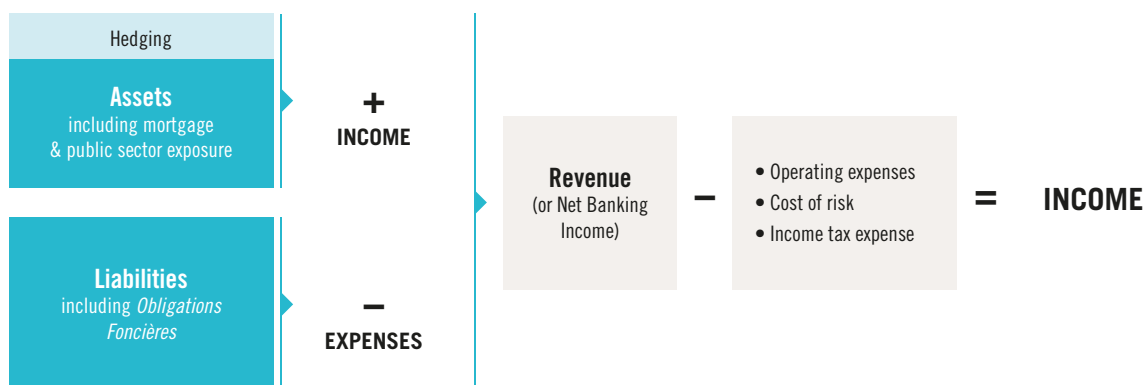 Hedging
Assets
including mortgage
& public sector exposure
+
INCOME
Liabilities
including Obligations
Foncières
–
EXPENSES
Revenue
(or Net Banking
Income)
–
• Operating expenses
• Cost of risk
• Income tax expense
=
INCOME